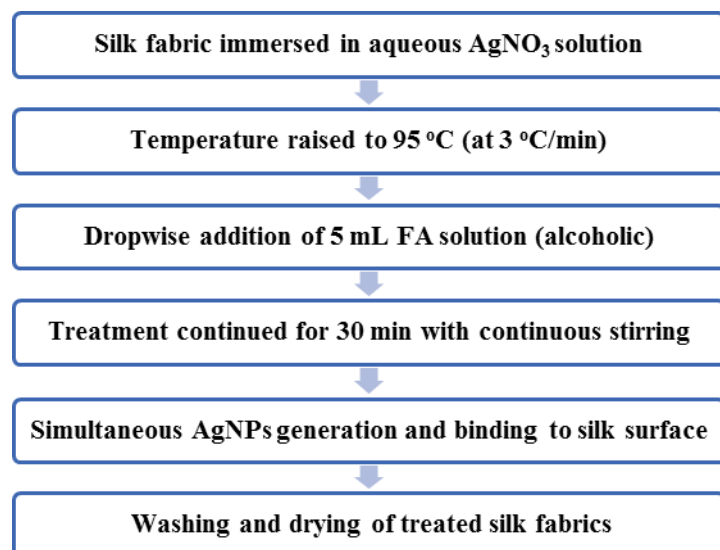 Silk fabric immersed in aqueous AgNO₃ solution
Temperature raised to 95 °C (at 3 °C/min)
Dropwise addition of 5 mL FA solution (alcoholic)
Treatment continued for 30 min with continuous stirring
Simultaneous AgNPs generation and binding to silk surface
Washing and drying of treated silk fabrics